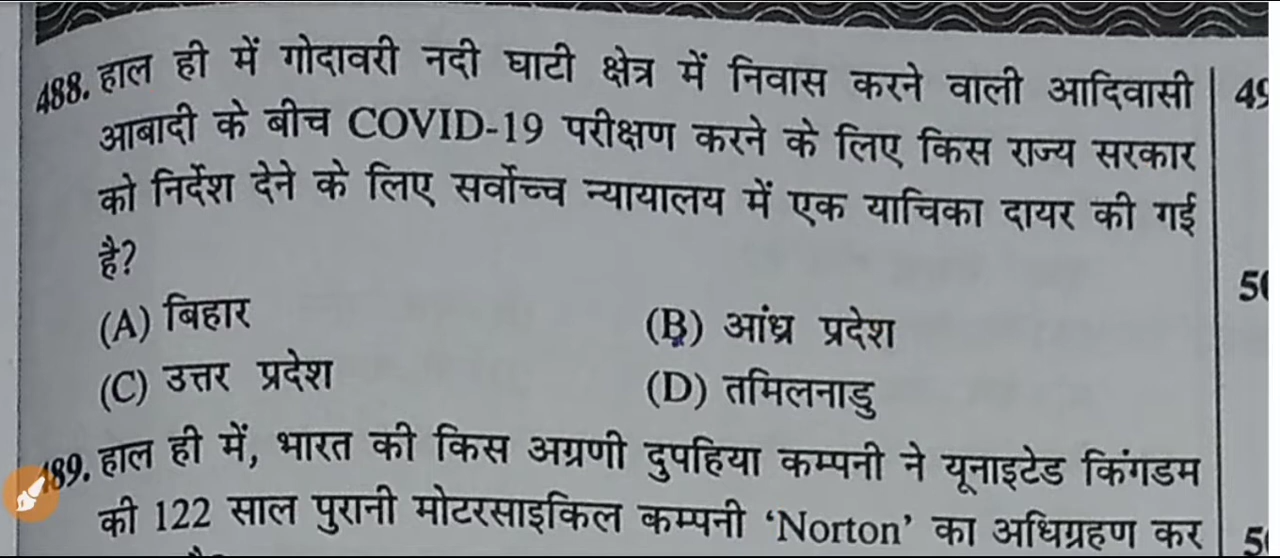 488. हाल ही में गोदावरी नदी घाटी क्षेत्र में निवास करने वाली आदिवासी
आबादी के बीच COVID-19 परीक्षण करने के लिए किस राज्य सरकार
को निर्देश देने के लिए सर्वोच्च न्यायालय में एक याचिका दायर की गई
है?
(A) बिहार (B) आंध्र प्रदेश
(C) उत्तर प्रदेश (D) तमिलनाडु
489. हाल ही में, भारत की किस अग्रणी दुपहिया कम्पनी ने यूनाइटेड किंगडम
की 122 साल पुरानी मोटरसाइकिल कम्पनी ‘Norton’ का अधिग्रहण कर